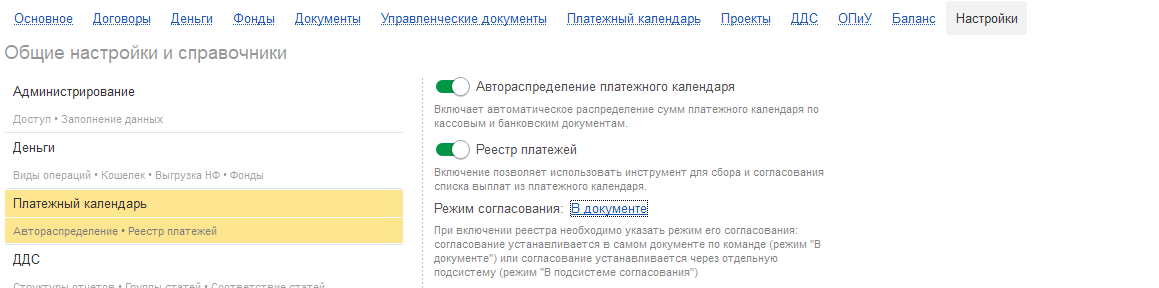 Основное Договоры Деньги Фонды Документы Управленческие документы Платежный календарь Проекты ДДС ОПиУ Баланс Настройки
Общие настройки и справочники
Администрирование
Доступ • Заполнение данных
Деньги
Виды операций • Кошелек • Выгрузка НФ • Фонды
Платежный календарь
Автораспределение • Реестр платежей
ДДС
Структуры отчетов • Группы статей • Соответствие статей
Автораспределение платежного календаря
Включает автоматическое распределение сумм платежного календаря по
кассовым и банковским документам.
Реестр платежей
Включение позволяет использовать инструмент для сбора и согласования
списка выплат из платежного календаря.
Режим согласования: В документе
При включении реестра необходимо указать режим его согласования:
согласование устанавливается в самом документе по команде (режим "В
документе") или согласование устанавливается через отдельную
подсистему (режим "В подсистеме согласования")